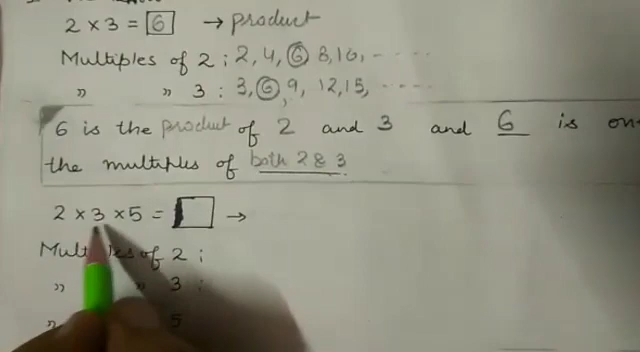 2 × 3 = 6 → product
Multiples of 2 : 2, 4, 6 8, 10, - - - - -
" " 3 : 3, 6, 9, 12, 15, - - - - -
6 is the product of 2 and 3 and 6 is on
the multiples of both 2 & 3
2 × 3 × 5 = →
Multiples of 2 :
" " 3 :
" 5